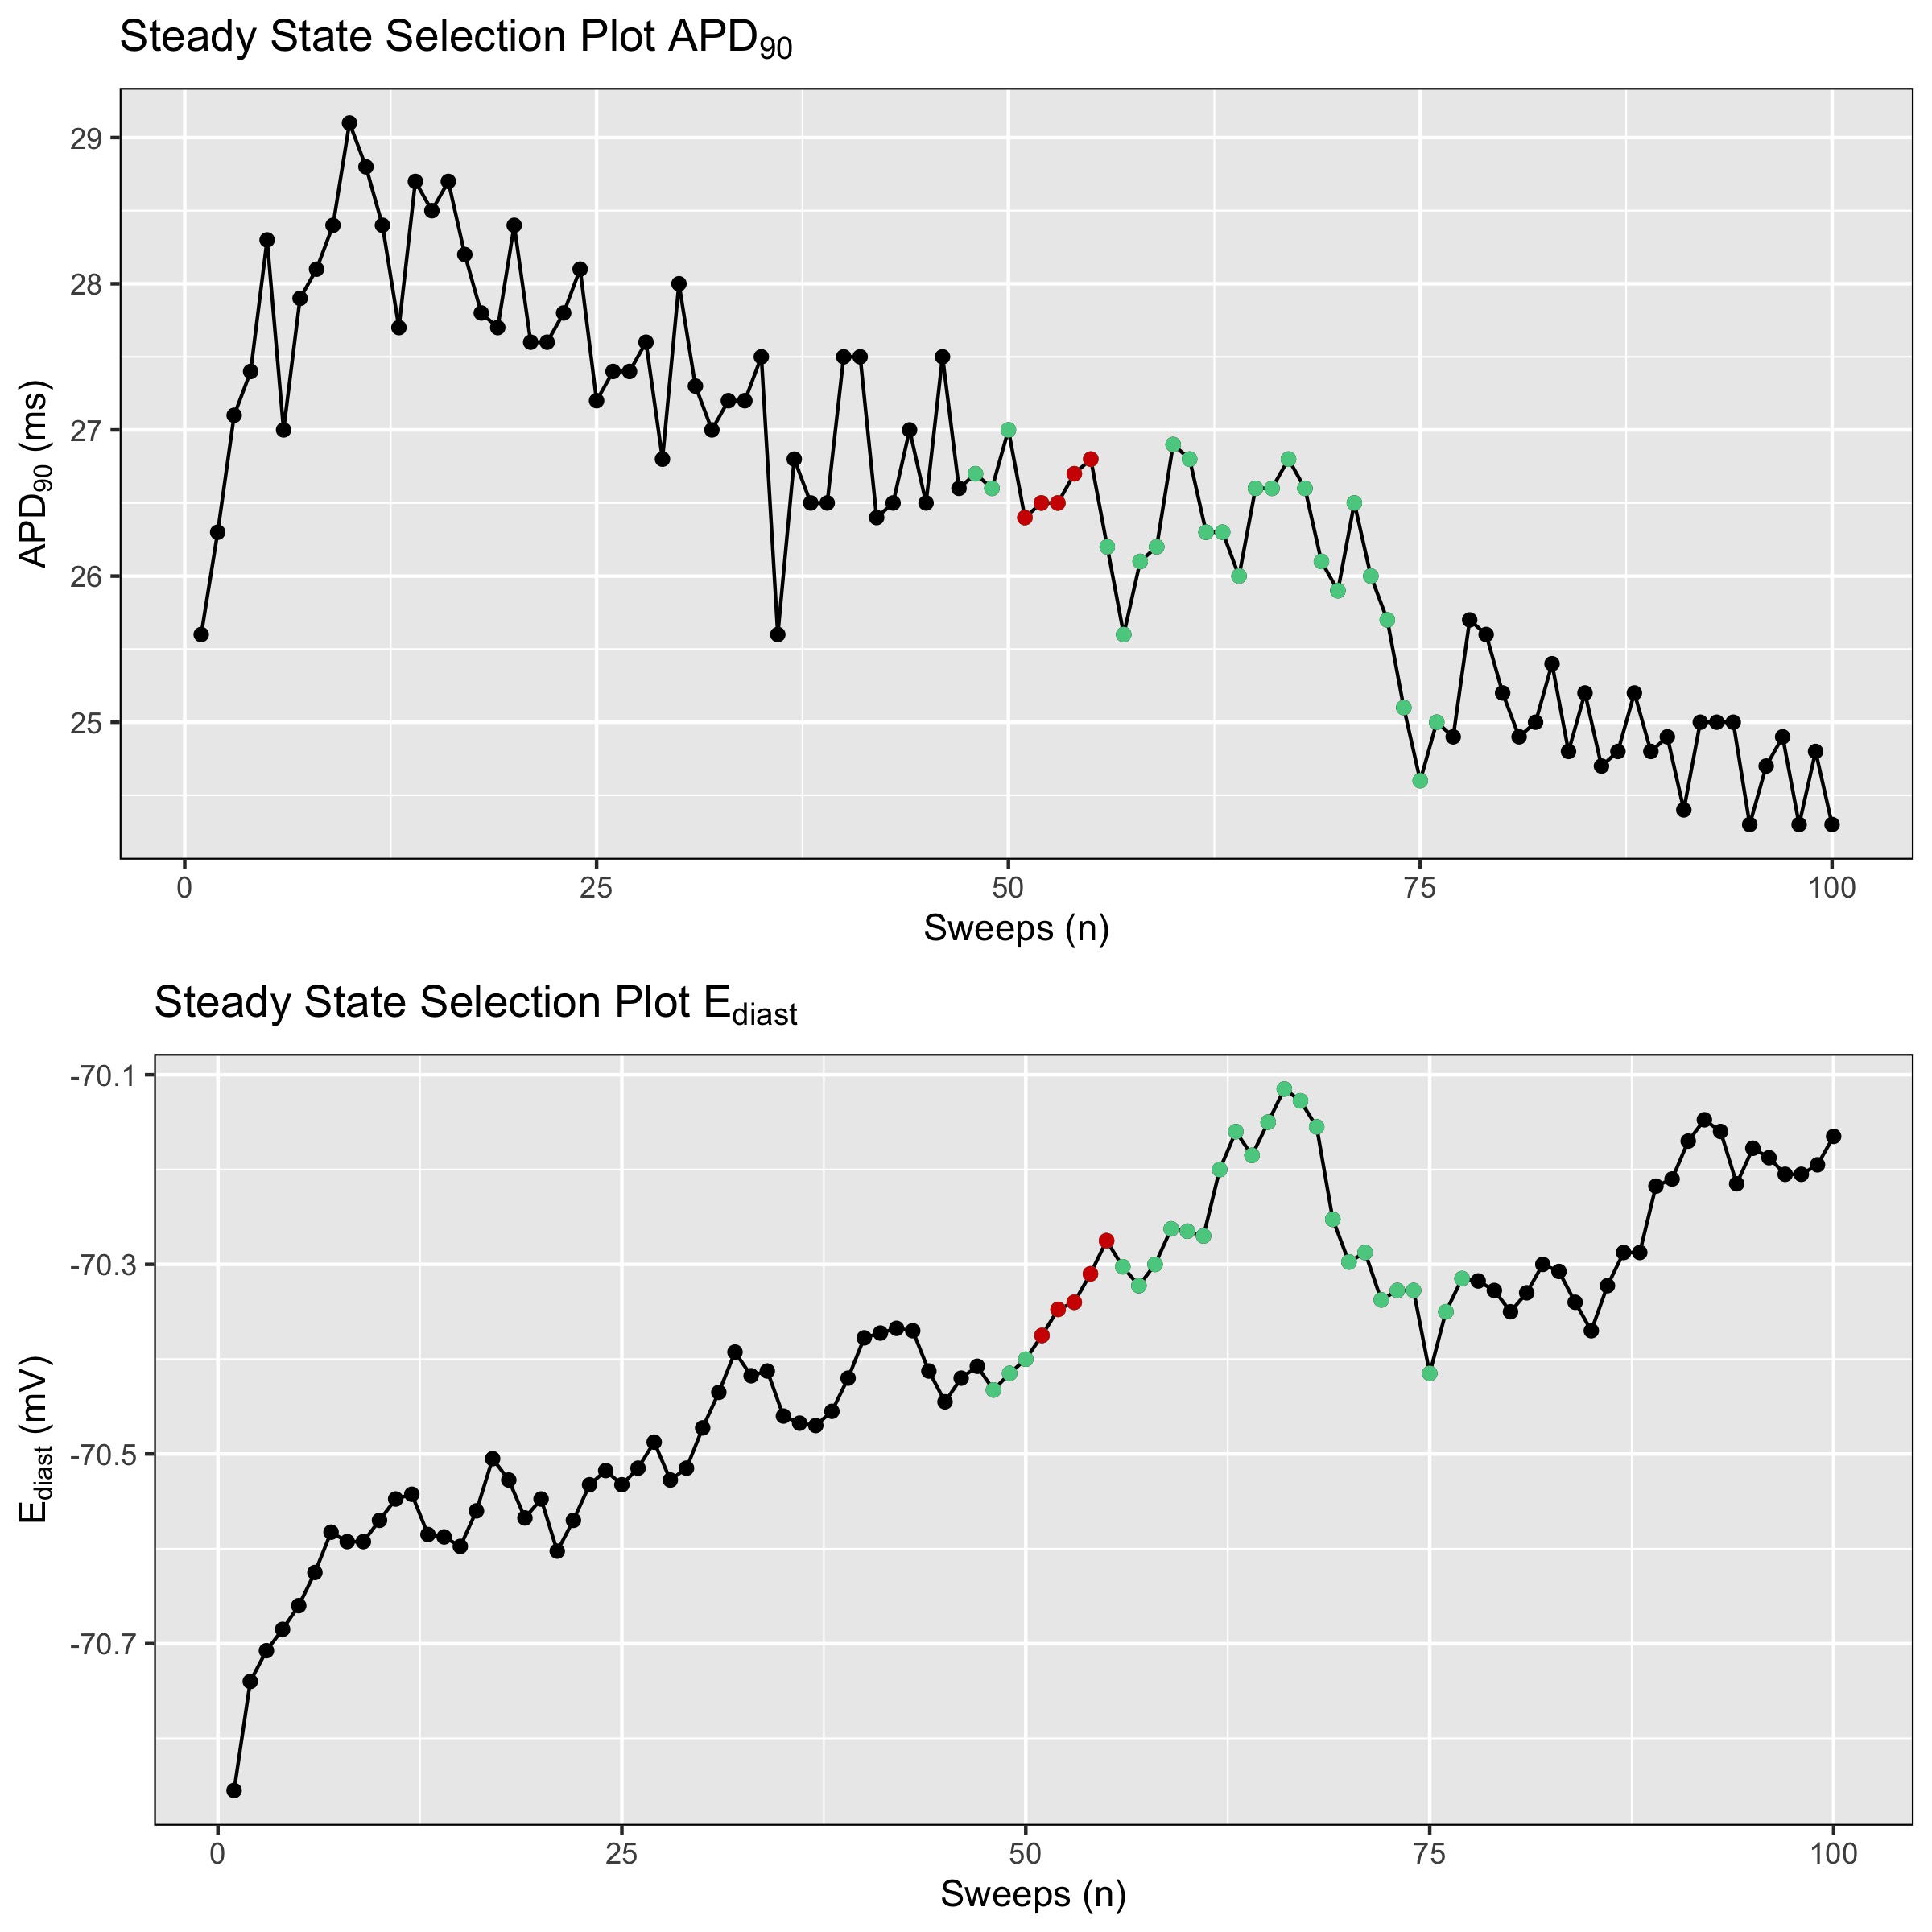 Steady State Selection Plot APD90
29
28
27
26
25
APD90 (ms)
0 25 50 75 100
Sweeps (n)
Steady State Selection Plot Ediast
-70.1
-70.3
-70.5
-70.7
Ediast (mV)
0 25 50 75 100
Sweeps (n)